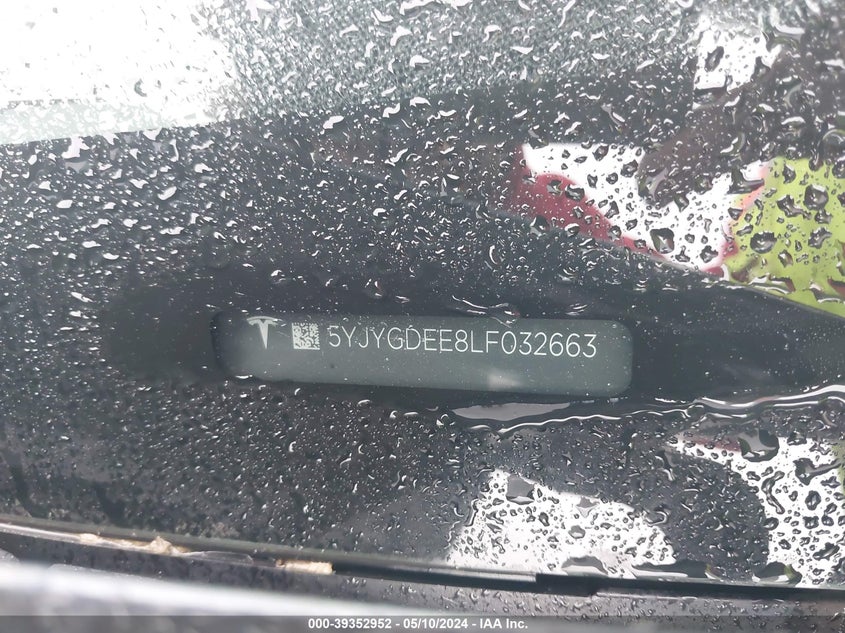 5YJYGDEE8LF032663
000-39352952 - 05/10/2024 - IAA Inc.